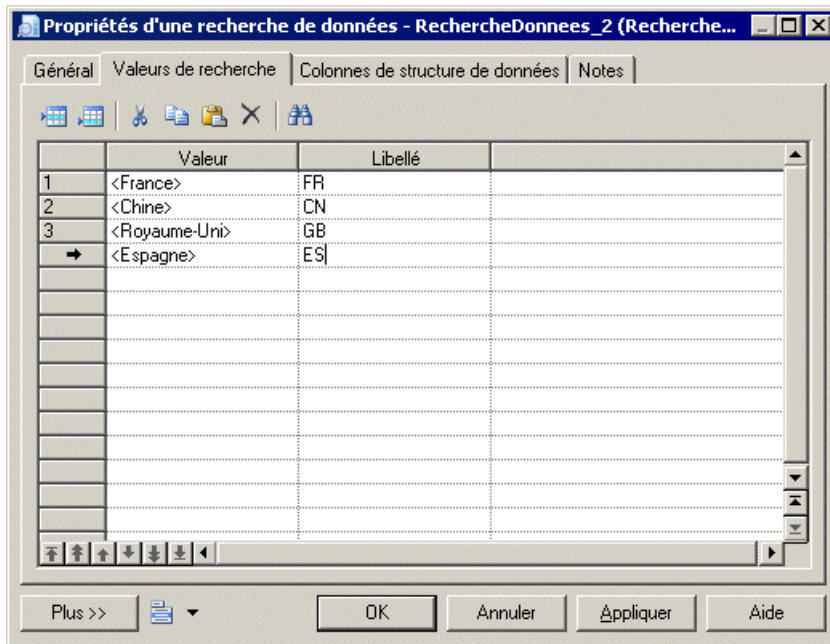 Propriétés d'une recherche de données - RechercheDonnees_2 (Recherche...
Général Valeurs de recherche Colonnes de structure de données Notes
Valeur Libellé
1 <France> FR
2 <Chine> CN
3 <Royaume-Uni> GB
<Espagne> ES
Plus >> OK Annuler Appliquer Aide